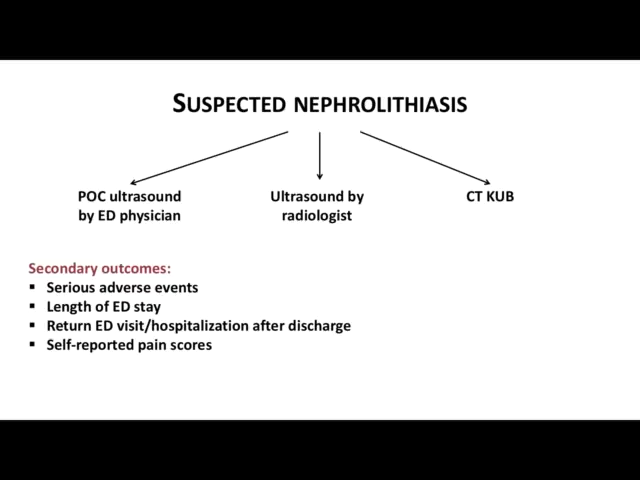 SUSPECTED NEPHROLITHIASIS
POC ultrasound
by ED physician
Ultrasound by
radiologist
CT KUB
Secondary outcomes:
▪ Serious adverse events
▪ Length of ED stay
▪ Return ED visit/hospitalization after discharge
▪ Self-reported pain scores